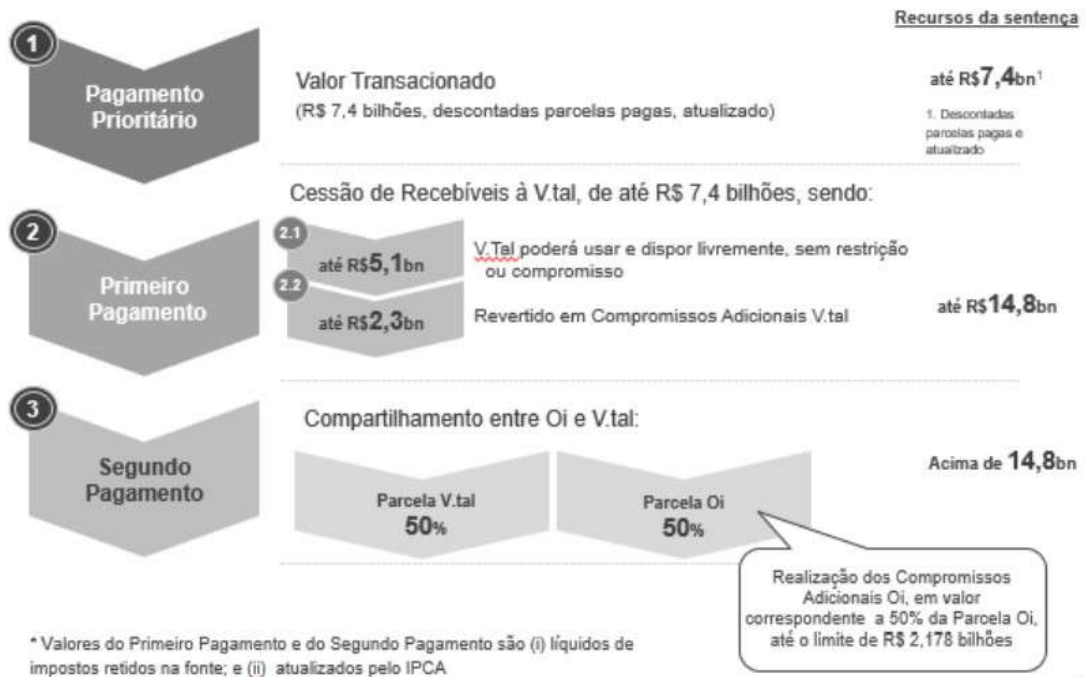 Recursos da sentença
1
Pagamento
Prioritário
Valor Transacionado
(R$ 7,4 bilhões, descontadas parcelas pagas, atualizado)
até R$7,4bn¹
1. Descontadas
parcelas pagas e
atualizado
2
Primeiro
Pagamento
Cessão de Recebíveis à V.tal, de até R$ 7,4 bilhões, sendo:
2.1
até R$5,1bn
V.Tal poderá usar e dispor livremente, sem restrição
ou compromisso
2.2
até R$2,3bn
Revertido em Compromissos Adicionais V.tal
até R$14,8bn
3
Segundo
Pagamento
Compartilhamento entre Oi e V.tal:
Parcela V.tal
50%
Parcela Oi
50%
Acima de 14,8bn
Realização dos Compromissos
Adicionais Oi, em valor
correspondente a 50% da Parcela Oi,
até o limite de R$ 2,178 bilhões
* Valores do Primeiro Pagamento e do Segundo Pagamento são (i) líquidos de
impostos retidos na fonte; e (ii) atualizados pelo IPCA